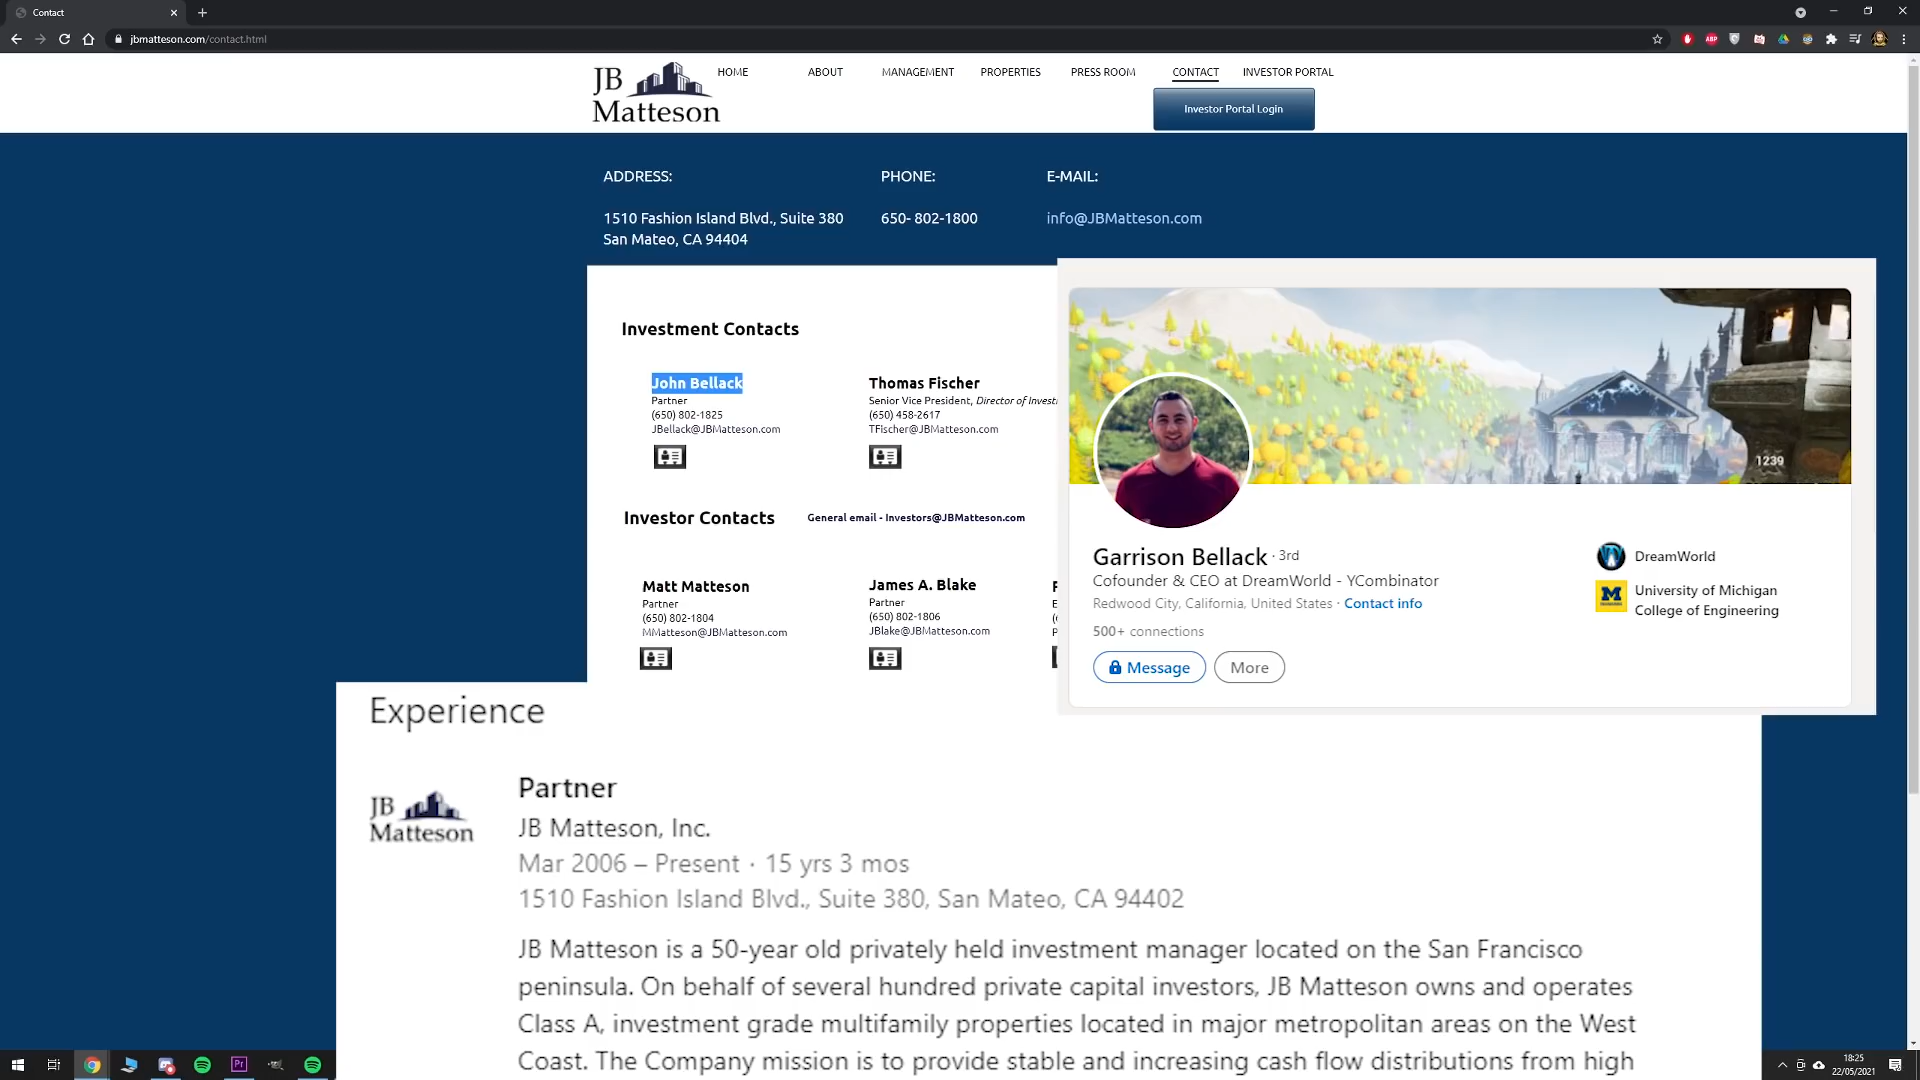 Contact
jbmatteson.com/contact.html
JB
Matteson
HOME
ABOUT
MANAGEMENT
PROPERTIES
PRESS ROOM
CONTACT
INVESTOR PORTAL
Investor Portal Login
ADDRESS:
1510 Fashion Island Blvd., Suite 380
San Mateo, CA 94404
PHONE:
650- 802-1800
E-MAIL:
info@JBMatteson.com
Investment Contacts
John Bellack
Partner
(650) 802-1825
JBellack@JBMatteson.com
Thomas Fischer
Senior Vice President, Director of
(650) 458-2617
TFischer@JBMatteson.com
Investor Contacts
General email - Investors@JBMatteson.com
Matt Matteson
Partner
(650) 802-1804
MMatteson@JBMatteson.com
James A. Blake
Partner
(650) 802-1806
JBlake@JBMatteson.com
1239
Garrison Bellack · 3rd
Cofounder & CEO at DreamWorld - YCombinator
Redwood City, California, United States · Contact info
500+ connections
Message
More
DreamWorld
University of Michigan
College of Engineering
Experience
JB
Matteson
Partner
JB Matteson, Inc.
Mar 2006 – Present · 15 yrs 3 mos
1510 Fashion Island Blvd., Suite 380, San Mateo, CA 94402
JB Matteson is a 50-year old privately held investment manager located on the San Francisco
peninsula. On behalf of several hundred private capital investors, JB Matteson owns and operates
Class A, investment grade multifamily properties located in major metropolitan areas on the West
Coast. The Company mission is to provide stable and increasing cash flow distributions from high
18:25
22/05/2021